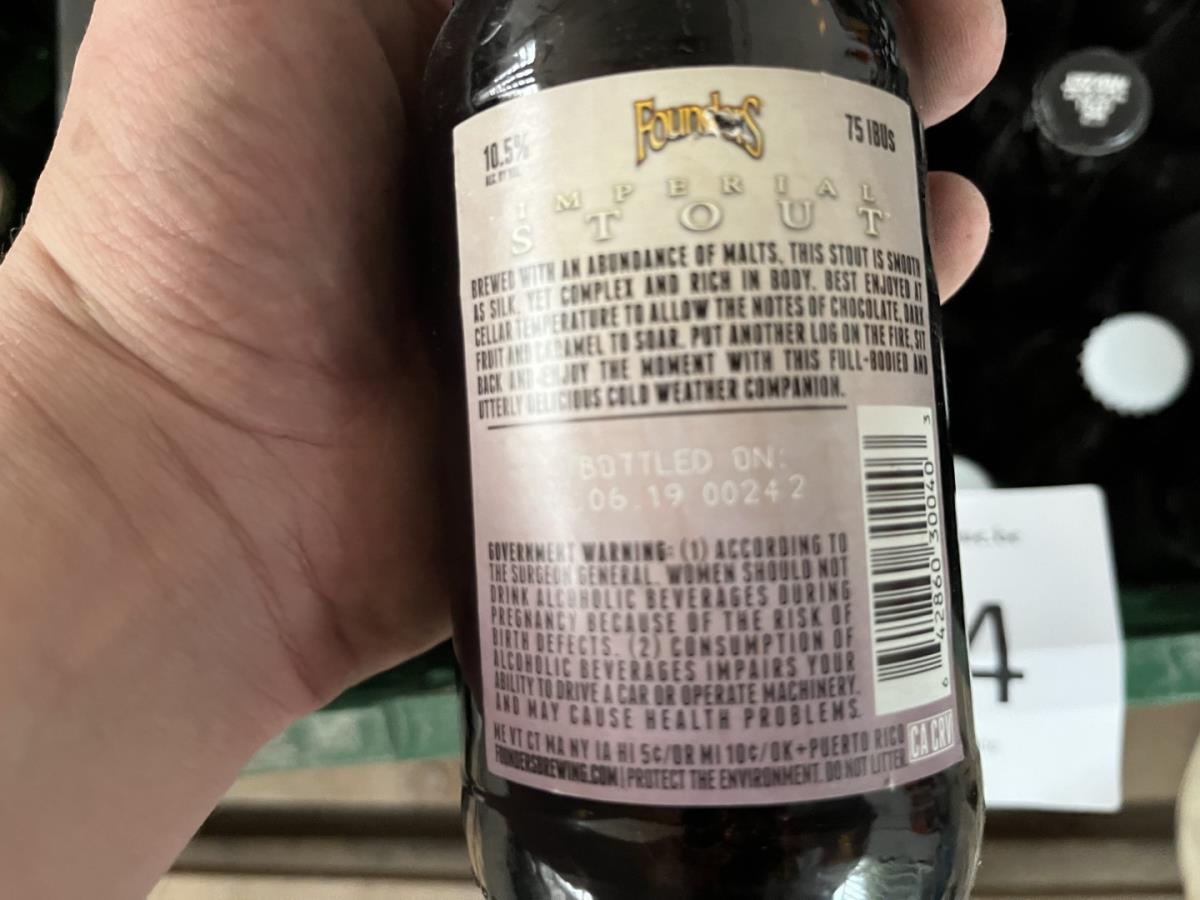 Founders
10.5%
ALC. BY VOL.
75 IBUS
IMPERIAL
STOUT
BREWED WITH AN ABUNDANCE OF MALTS, THIS STOUT IS SMOOTH
AS SILK, YET COMPLEX AND RICH IN BODY. BEST ENJOYED AT
CELLAR TEMPERATURE TO ALLOW THE NOTES OF CHOCOLATE, DARK
FRUIT AND CARAMEL TO SOAR. PUT ANOTHER LOG ON THE FIRE, SIT
BACK AND ENJOY THE MOMENT WITH THIS FULL-BODIED AND
UTTERLY DELICIOUS COLD WEATHER COMPANION.
BOTTLED ON:
06.19 00242
GOVERNMENT WARNING: (1) ACCORDING TO
THE SURGEON GENERAL, WOMEN SHOULD NOT
DRINK ALCOHOLIC BEVERAGES DURING
PREGNANCY BECAUSE OF THE RISK OF
BIRTH DEFECTS. (2) CONSUMPTION OF
ALCOHOLIC BEVERAGES IMPAIRS YOUR
ABILITY TO DRIVE A CAR OR OPERATE MACHINERY,
AND MAY CAUSE HEALTH PROBLEMS.
ME VT CT MA NY IA HI 5¢/OR MI 10¢/OK+PUERTO RICO
CA CRV
FOUNDERSBREWING.COM | PROTECT THE ENVIRONMENT. DO NOT LITTER.
6 42860 30040 3
4